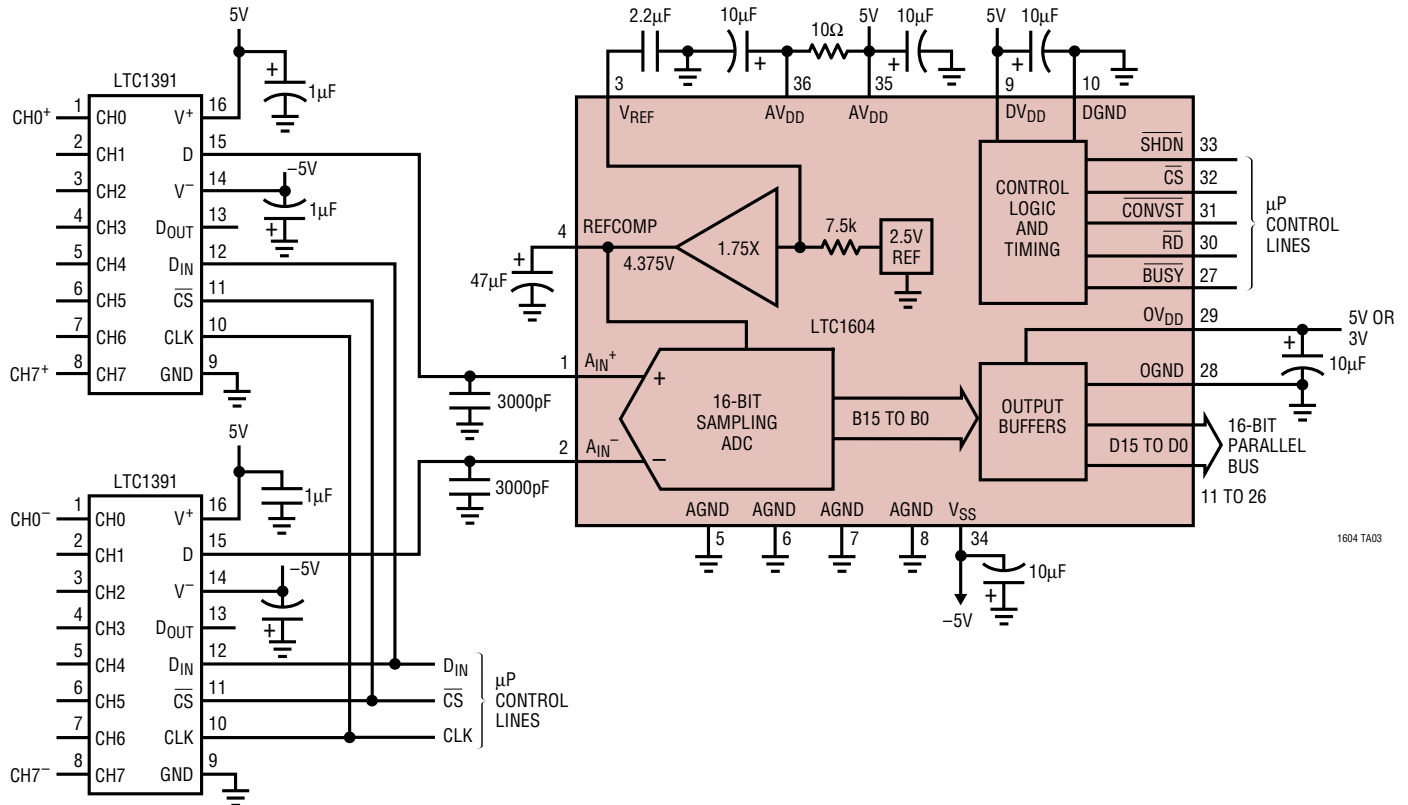 5V
+
1µF
LTC1391
CH0⁺ 1 CH0 V⁺ 16
2 CH1 D 15
3 CH2 V⁻ 14 –5V
1µF
+
4 CH3 D_OUT 13
5 CH4 D_IN 12
6 CH5 C̅S̅ 11
7 CH6 CLK 10
CH7⁺ 8 CH7 GND 9
5V
1µF
LTC1391
CH0⁻ 1 CH0 V⁺ 16
2 CH1 D 15
3 CH2 V⁻ 14 –5V
+
4 CH3 D_OUT 13
5 CH4 D_IN 12
6 CH5 C̅S̅ 11
7 CH6 CLK 10
CH7⁻ 8 CH7 GND 9
D_IN
C̅S̅
CLK
µP
CONTROL
LINES
3000pF
3000pF
2.2µF 10µF 10Ω 5V 10µF 5V 10µF
+ + +
3 36 35 9 10
V_REF AV_DD AV_DD DV_DD DGND
4 REFCOMP
4.375V
+
47µF
1.75X
7.5k
2.5V
REF
LTC1604
1 A_IN⁺
2 A_IN⁻
+
–
16-BIT
SAMPLING
ADC
B15 TO B0
CONTROL
LOGIC
AND
TIMING
S̅H̅D̅N̅ 33
C̅S̅ 32
C̅O̅N̅V̅S̅T̅ 31
R̅D̅ 30
B̅U̅S̅Y̅ 27
µP
CONTROL
LINES
OV_DD 29
5V OR
3V
+
10µF
OGND 28
OUTPUT
BUFFERS
D15 TO D0
16-BIT
PARALLEL
BUS
11 TO 26
AGND AGND AGND AGND V_SS
5 6 7 8 34
10µF
+
–5V
1604 TA03